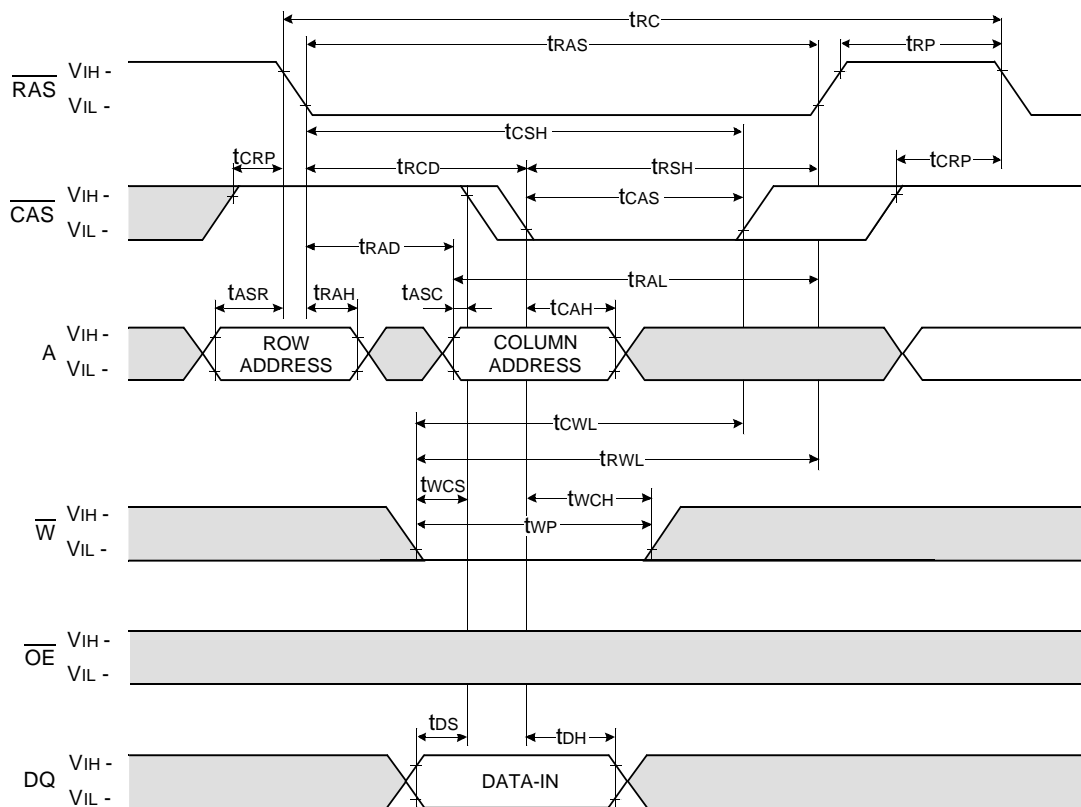 tRC
tRAS
tRP
RAS
VIH -
VIL -
tCSH
tCRP
tRCD
tRSH
tCRP
CAS
VIH -
VIL -
tCAS
tRAD
tRAL
tASR
tRAH
tASC
tCAH
A
VIH -
VIL -
ROW
ADDRESS
COLUMN
ADDRESS
tCWL
tRWL
tWCS
tWCH
W
VIH -
VIL -
tWP
OE
VIH -
VIL -
tDS
tDH
DQ
VIH -
VIL -
DATA-IN